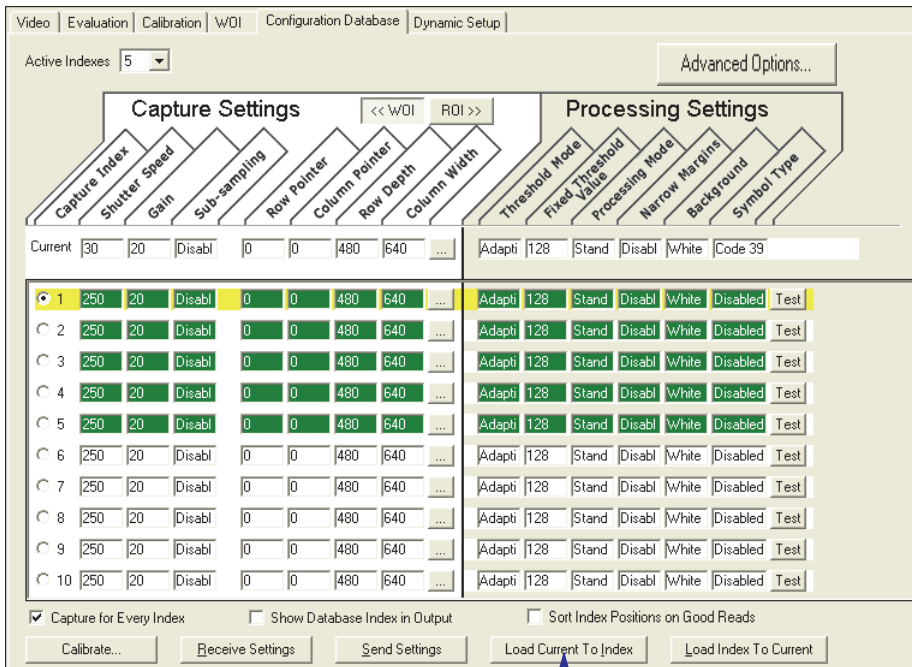 Video Evaluation Calibration WOI Configuration Database Dynamic Setup
Active Indexes 5
Advanced Options...
Capture Settings << WOI ROI >> Processing Settings
Capture Index Shutter Speed Gain Sub-sampling Row Pointer Column Pointer Row Depth Column Width Threshold Mode Fixed Threshold Value Processing Mode Narrow Margins Background Symbol Type
Current 30 20 Disabl 0 0 480 640 ... Adapti 128 Stand Disabl White Code 39
1 250 20 Disabl 0 0 480 640 ... Adapti 128 Stand Disabl White Disabled Test
2 250 20 Disabl 0 0 480 640 ... Adapti 128 Stand Disabl White Disabled Test
3 250 20 Disabl 0 0 480 640 ... Adapti 128 Stand Disabl White Disabled Test
4 250 20 Disabl 0 0 480 640 ... Adapti 128 Stand Disabl White Disabled Test
5 250 20 Disabl 0 0 480 640 ... Adapti 128 Stand Disabl White Disabled Test
6 250 20 Disabl 0 0 480 640 ... Adapti 128 Stand Disabl White Disabled Test
7 250 20 Disabl 0 0 480 640 ... Adapti 128 Stand Disabl White Disabled Test
8 250 20 Disabl 0 0 480 640 ... Adapti 128 Stand Disabl White Disabled Test
9 250 20 Disabl 0 0 480 640 ... Adapti 128 Stand Disabl White Disabled Test
10 250 20 Disabl 0 0 480 640 ... Adapti 128 Stand Disabl White Disabled Test
Capture for Every Index Show Database Index in Output Sort Index Positions on Good Reads
Calibrate... Receive Settings Send Settings Load Current To Index Load Index To Current